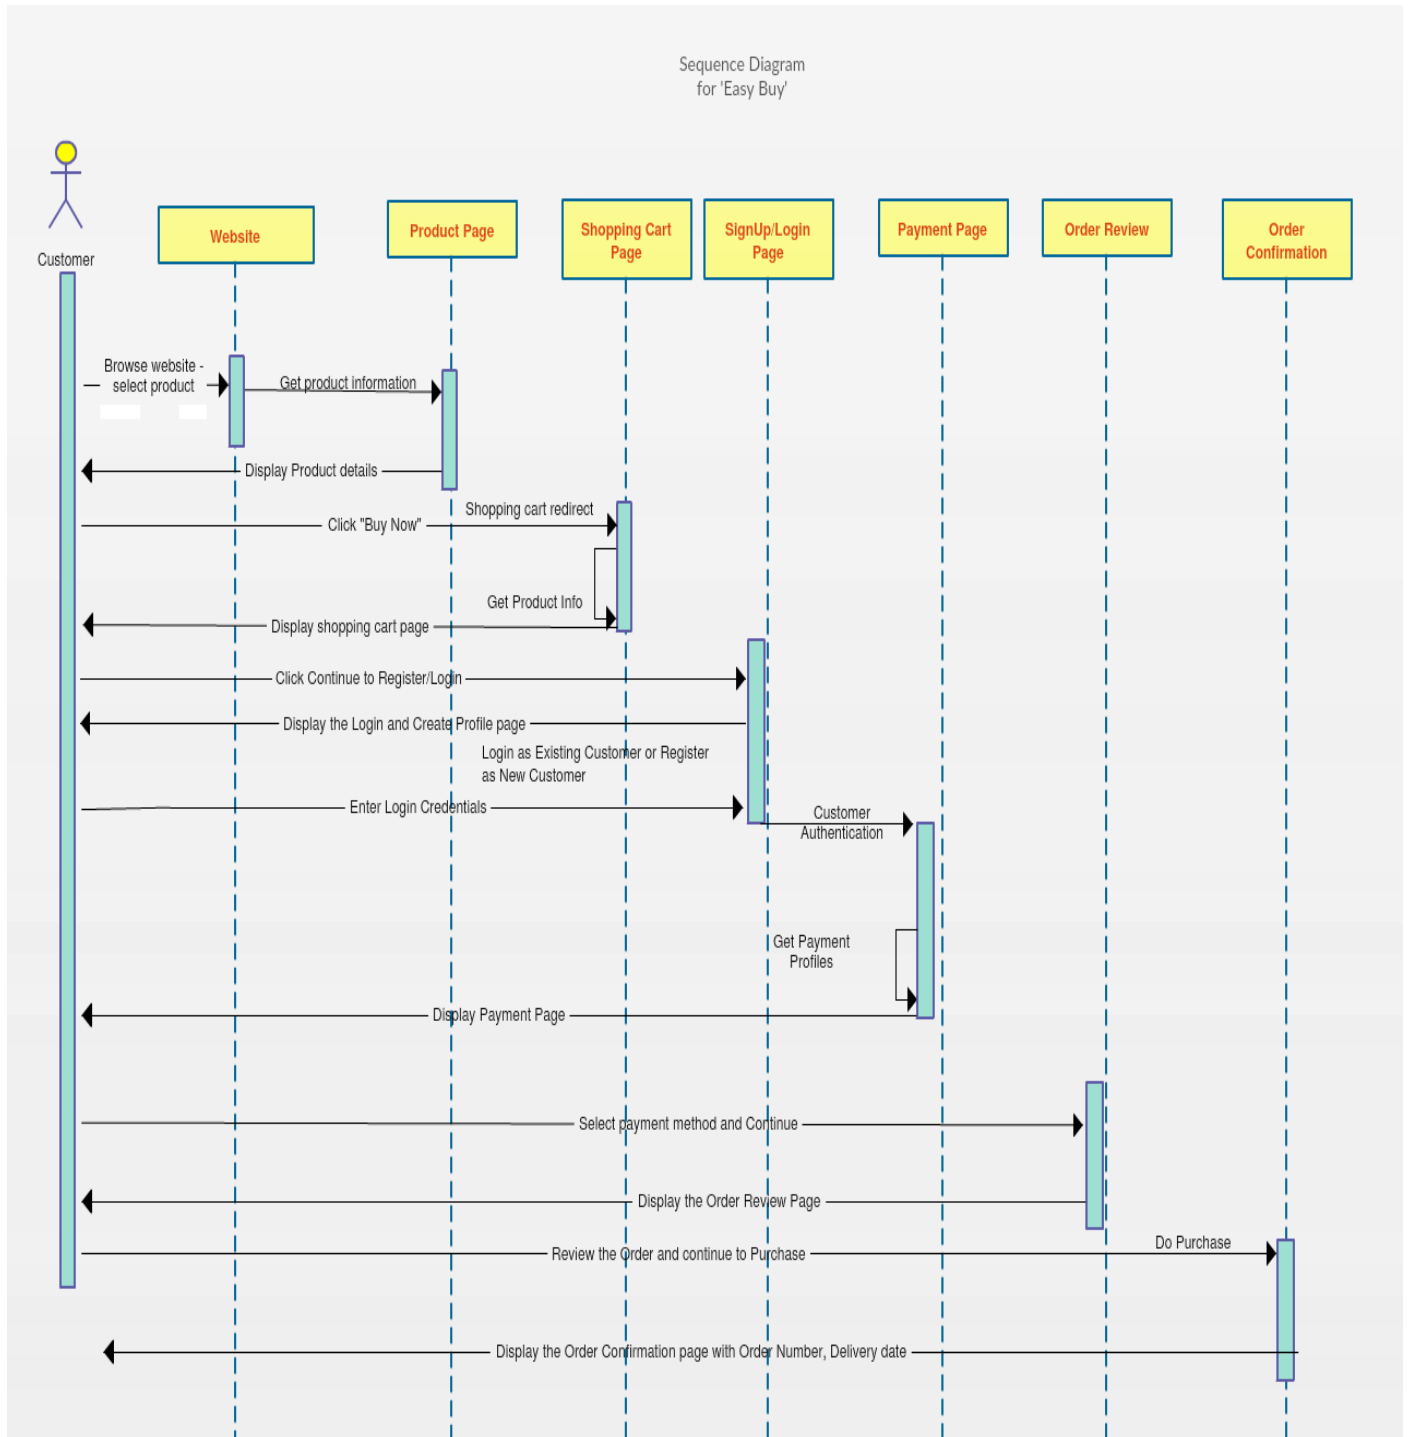 Sequence Diagram
for 'Easy Buy'
Customer
Website
Product Page
Shopping Cart
Page
SignUp/Login
Page
Payment Page
Order Review
Order
Confirmation
Browse website -
select product
Get product information
Display Product details
Shopping cart redirect
Click "Buy Now"
Get Product Info
Display shopping cart page
Click Continue to Register/Login
Display the Login and Create Profile page
Login as Existing Customer or Register
as New Customer
Enter Login Credentials
Customer
Authentication
Get Payment
Profiles
Display Payment Page
Select payment method and Continue
Display the Order Review Page
Do Purchase
Review the Order and continue to Purchase
Display the Order Confirmation page with Order Number, Delivery date